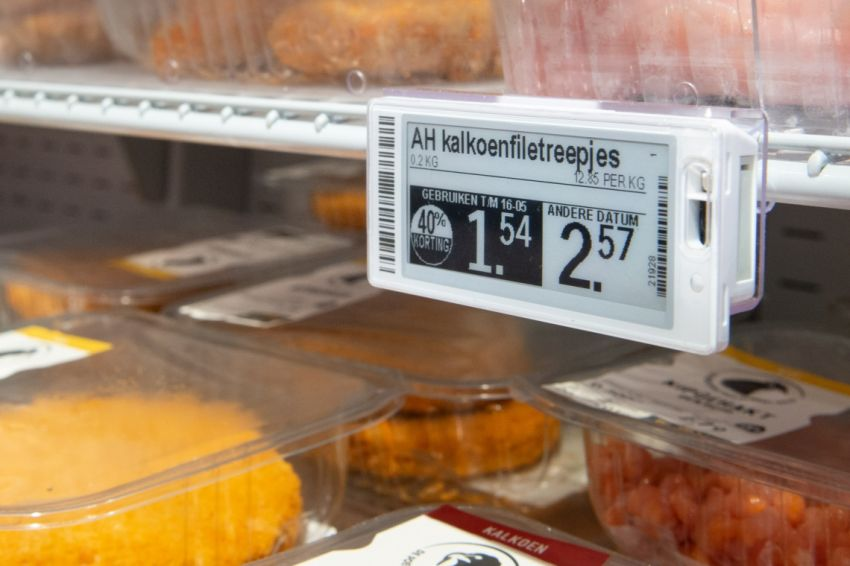 AH kalkoenfiletreepjes
1
0.2 KG
12.85 PER KG
GEBRUIKEN T/M 16-05
40%
KORTING
1.54
ANDERE DATUM
2.57
21928
KALKOEN